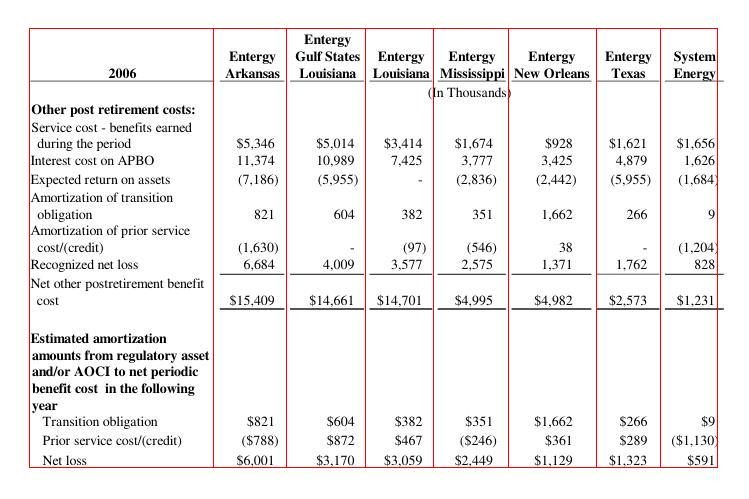 2006 Entergy Arkansas Entergy Gulf States Louisiana Entergy Louisiana Entergy Mississippi Entergy New Orleans Entergy Texas System Energy
(In Thousands)
Other post retirement costs:
Service cost - benefits earned
during the period $5,346 $5,014 $3,414 $1,674 $928 $1,621 $1,656
Interest cost on APBO 11,374 10,989 7,425 3,777 3,425 4,879 1,626
Expected return on assets (7,186) (5,955) - (2,836) (2,442) (5,955) (1,684)
Amortization of transition
obligation 821 604 382 351 1,662 266 9
Amortization of prior service
cost/(credit) (1,630) - (97) (546) 38 - (1,204)
Recognized net loss 6,684 4,009 3,577 2,575 1,371 1,762 828
Net other postretirement benefit
cost $15,409 $14,661 $14,701 $4,995 $4,982 $2,573 $1,231
Estimated amortization
amounts from regulatory asset
and/or AOCI to net periodic
benefit cost in the following
year
Transition obligation $821 $604 $382 $351 $1,662 $266 $9
Prior service cost/(credit) ($788) $872 $467 ($246) $361 $289 ($1,130)
Net loss $6,001 $3,170 $3,059 $2,449 $1,129 $1,323 $591